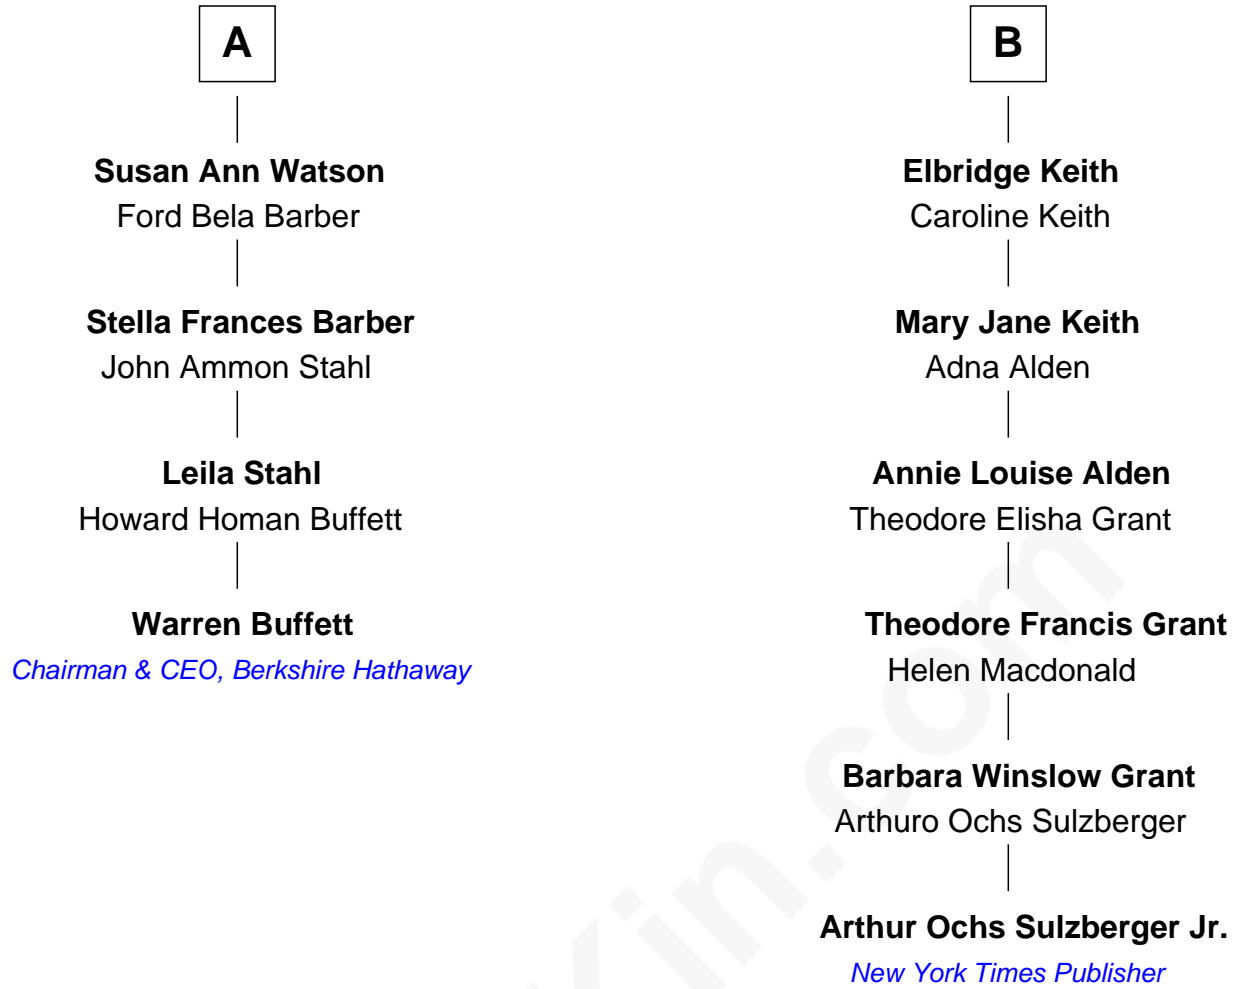 A
Susan Ann Watson
Ford Bela Barber
Stella Frances Barber
John Ammon Stahl
Leila Stahl
Howard Homan Buffett
Warren Buffett
Chairman & CEO, Berkshire Hathaway
B
Elbridge Keith
Caroline Keith
Mary Jane Keith
Adna Alden
Annie Louise Alden
Theodore Elisha Grant
Theodore Francis Grant
Helen Macdonald
Barbara Winslow Grant
Arthuro Ochs Sulzberger
Arthur Ochs Sulzberger Jr.
New York Times Publisher
Kin.com